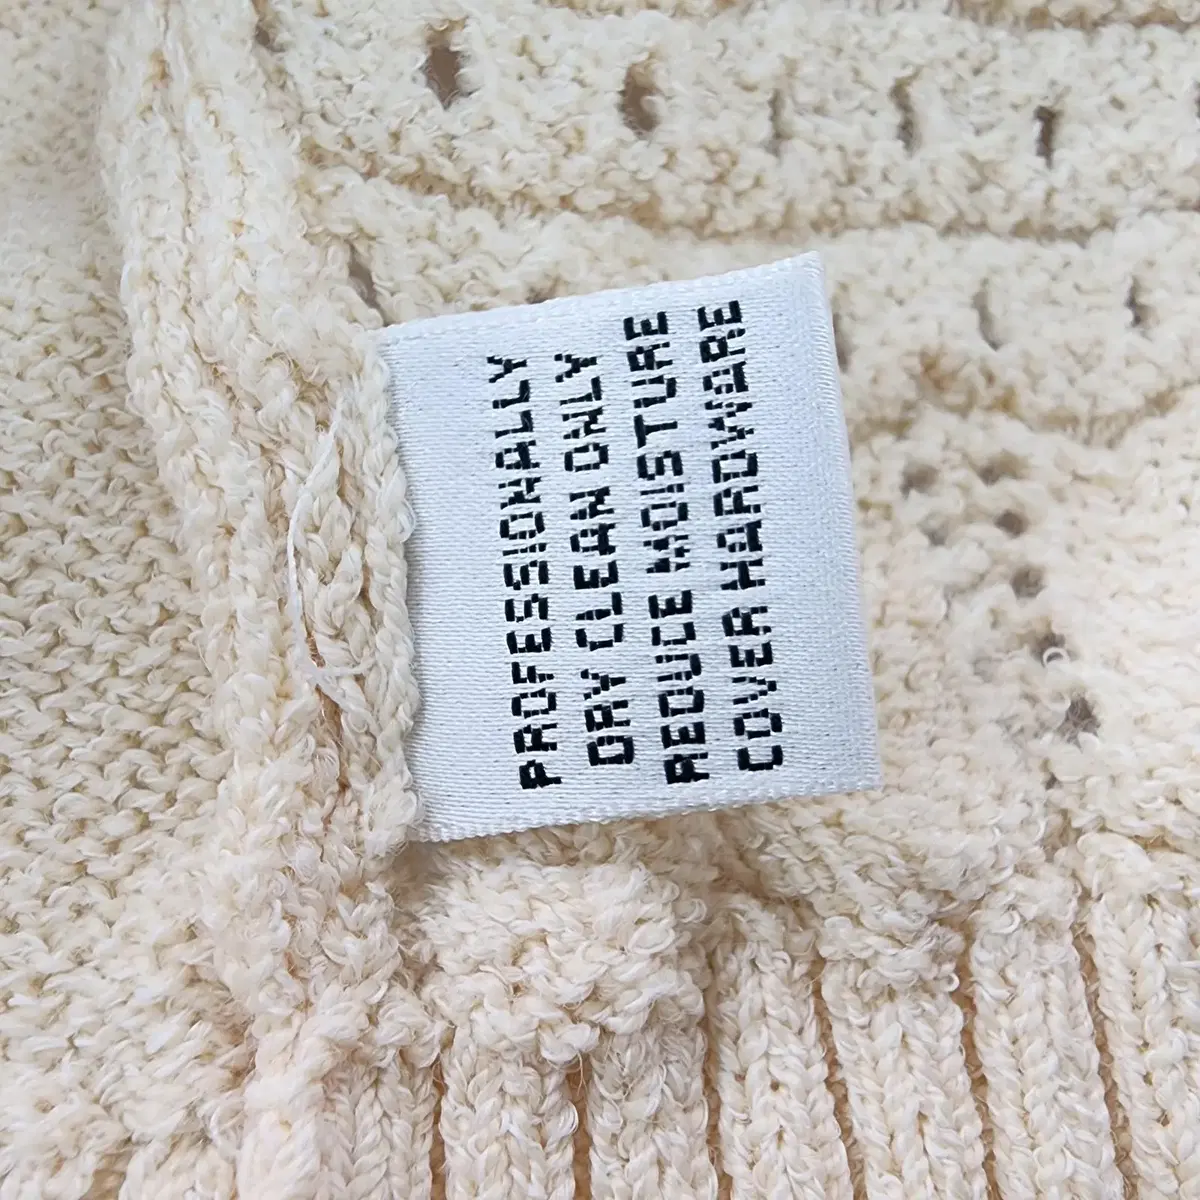 PROFESSIONALLY
DRY CLEAN ONLY
REDUCE MOISTURE
COVER HARDWARE